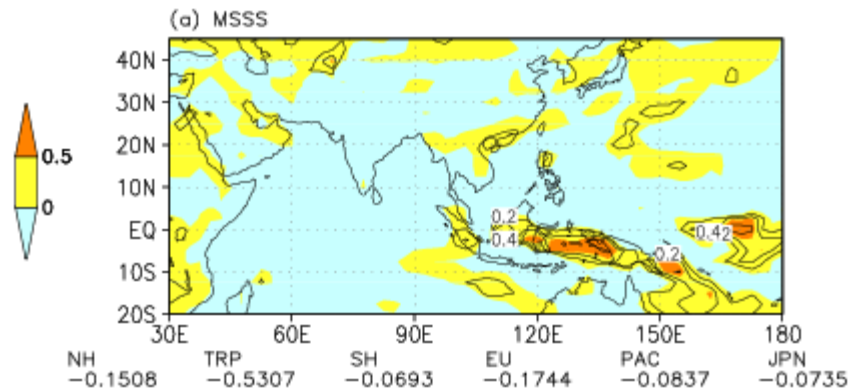 (a) MSSS
40N
30N
20N
10N
EQ
10S
20S
0.5
0
0.2
0.4
0.42
0.2
30E 60E 90E 120E 150E 180
NH TRP SH EU PAC JPN
−0.1508 −0.5307 −0.0693 −0.1744 −0.0837 −0.0735